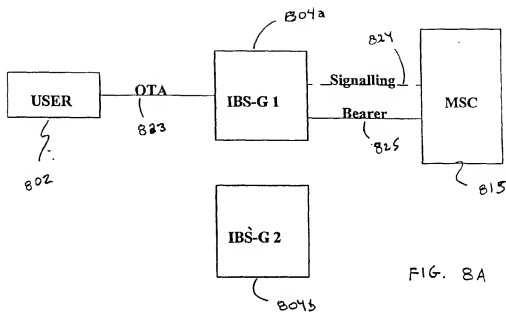 804a
824
Signalling
OTA
USER
IBS-G 1
MSC
Bearer
823
825
802
815
IBS-G 2
FIG. 8A
804b